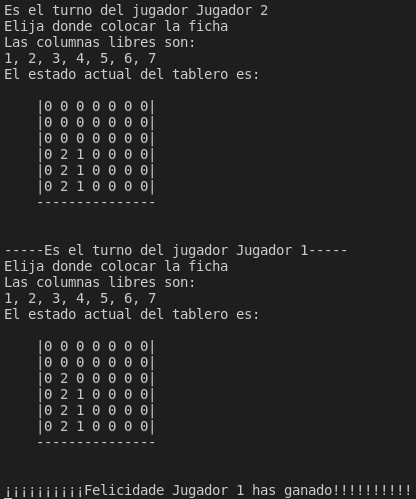 Es el turno del jugador Jugador 2
Elija donde colocar la ficha
Las columnas libres son:
1, 2, 3, 4, 5, 6, 7
El estado actual del tablero es:
|0 0 0 0 0 0 0|
|0 0 0 0 0 0 0|
|0 0 0 0 0 0 0|
|0 2 1 0 0 0 0|
|0 2 1 0 0 0 0|
|0 2 1 0 0 0 0|
---------------
-----Es el turno del jugador Jugador 1-----
Elija donde colocar la ficha
Las columnas libres son:
1, 2, 3, 4, 5, 6, 7
El estado actual del tablero es:
|0 0 0 0 0 0 0|
|0 0 0 0 0 0 0|
|0 2 0 0 0 0 0|
|0 2 1 0 0 0 0|
|0 2 1 0 0 0 0|
|0 2 1 0 0 0 0|
---------------
¡¡¡¡¡¡¡¡¡¡Felicidade Jugador 1 has ganado!!!!!!!!!!